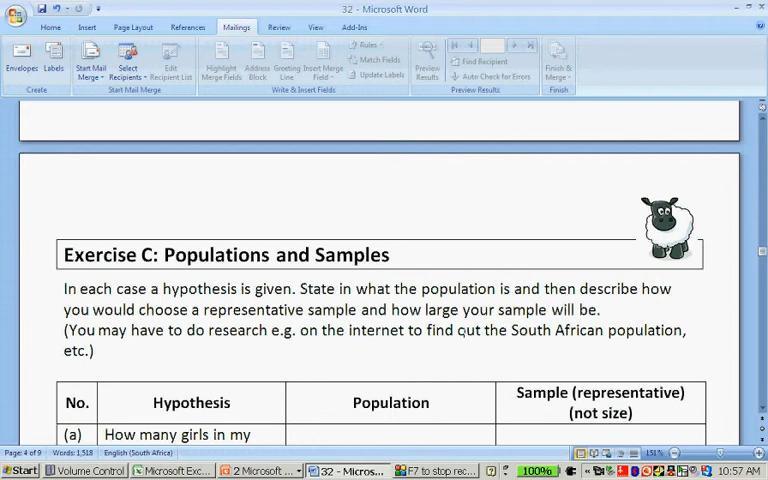 32 - Microsoft Word
Home Insert Page Layout References Mailings Review View Add-Ins
Envelopes Labels Start Mail Merge Select Recipients Edit Recipient List Highlight Merge Fields Address Block Greeting Line Insert Merge Field Rules Match Fields Update Labels Preview Results Find Recipient Auto Check for Errors Finish & Merge
Create Start Mail Merge Write & Insert Fields Preview Results Finish
Exercise C: Populations and Samples
In each case a hypothesis is given. State in what the population is and then describe how
you would choose a representative sample and how large your sample will be.
(You may have to do research e.g. on the internet to find out the South African population,
etc.)
No. Hypothesis Population Sample (representative)
(not size)
(a) How many girls in my
Page: 4 of 9 Words: 1,518 English (South Africa) 151%
Start Volume Control Microsoft Exc... 2 Microsoft ... 32 - Micros... F7 to stop rec... 100% 10:57 AM